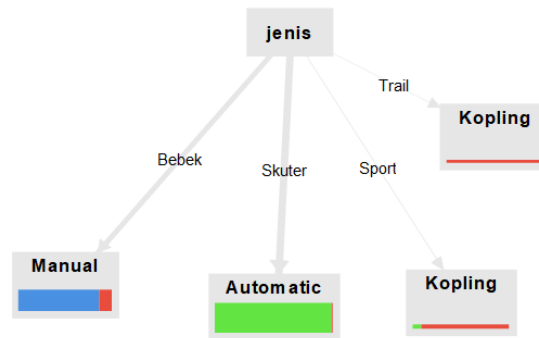 jenis
Trail
Kopling
Bebek
Skuter
Sport
Manual
Automatic
Kopling